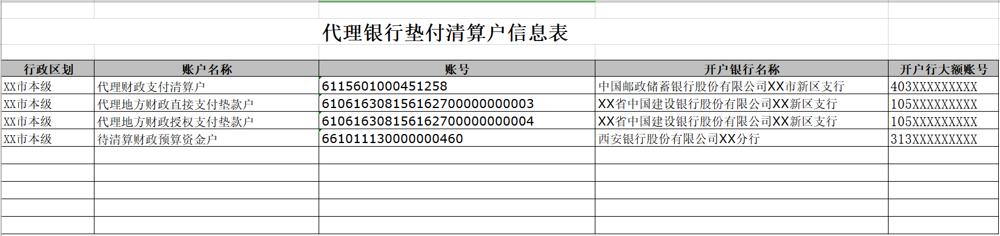 代理银行垫付清算户信息表
行政区划 账户名称 账号 开户银行名称 开户行大额账号
XX市本级 代理财政支付清算户 6115601000451258 中国邮政储蓄银行股份有限公司XX市新区支行 403XXXXXXXXX
XX市本级 代理地方财政直接支付垫款户 6106163081561627000000000003 XX省中国建设银行股份有限公司XX新区支行 105XXXXXXXXX
XX市本级 代理地方财政授权支付垫款户 6106163081561627000000000004 XX省中国建设银行股份有限公司XX新区支行 105XXXXXXXXX
XX市本级 待清算财政预算资金户 661011130000000460 西安银行股份有限公司XX分行 313XXXXXXXXX